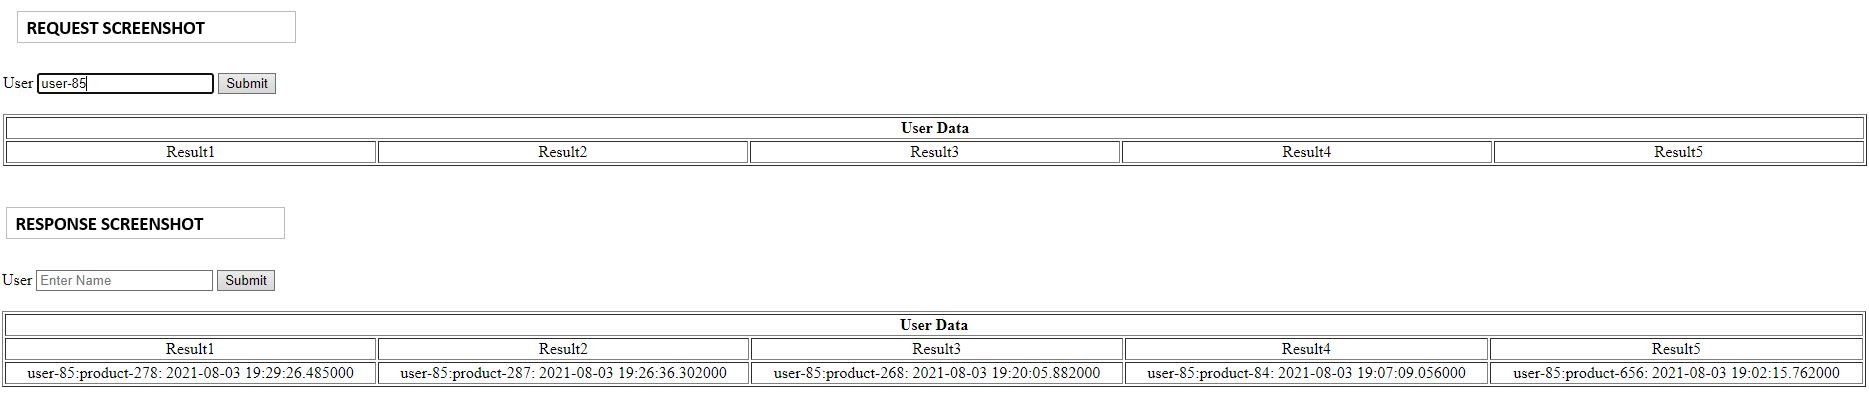 REQUEST SCREENSHOT
User user-85 Submit
User Data
Result1 Result2 Result3 Result4 Result5
RESPONSE SCREENSHOT
User Enter Name Submit
User Data
Result1 Result2 Result3 Result4 Result5
user-85:product-278: 2021-08-03 19:29:26.485000 user-85:product-287: 2021-08-03 19:26:36.302000 user-85:product-268: 2021-08-03 19:20:05.882000 user-85:product-84: 2021-08-03 19:07:09.056000 user-85:product-656: 2021-08-03 19:02:15.762000